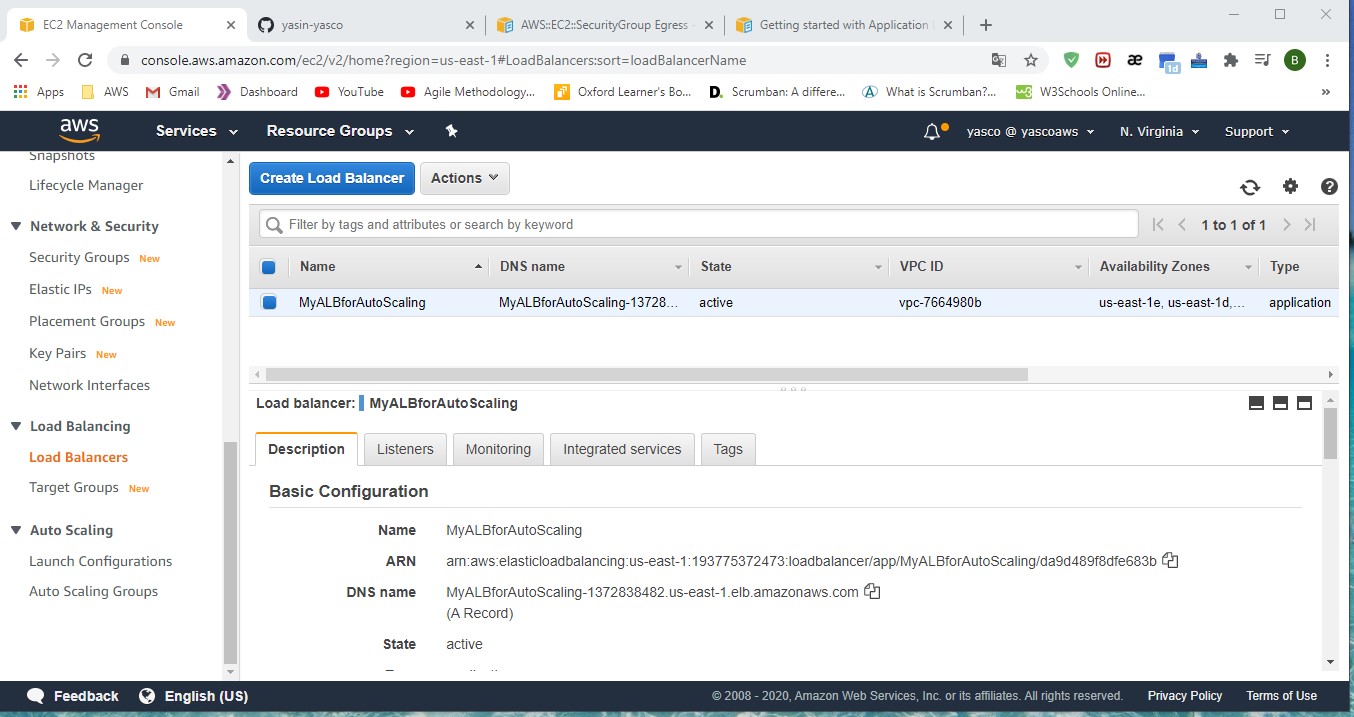 EC2 Management Console
yasin-yasco
AWS::EC2::SecurityGroup Egress
Getting started with Application
console.aws.amazon.com/ec2/v2/home?region=us-east-1#LoadBalancers:sort=loadBalancerName
1d
B
Apps AWS Gmail Dashboard YouTube Agile Methodology... Oxford Learner's Bo... Scrumban: A differe... What is Scrumban?... W3Schools Online... »
aws Services Resource Groups yasco @ yascoaws N. Virginia Support
Snapshots
Lifecycle Manager
Network & Security
Security Groups New
Elastic IPs New
Placement Groups New
Key Pairs New
Network Interfaces
Load Balancing
Load Balancers
Target Groups New
Auto Scaling
Launch Configurations
Auto Scaling Groups
Create Load Balancer Actions
Filter by tags and attributes or search by keyword
1 to 1 of 1
Name DNS name State VPC ID Availability Zones Type
MyALBforAutoScaling MyALBforAutoScaling-13728... active vpc-7664980b us-east-1e, us-east-1d,... application
Load balancer: MyALBforAutoScaling
Description Listeners Monitoring Integrated services Tags
Basic Configuration
Name MyALBforAutoScaling
ARN arn:aws:elasticloadbalancing:us-east-1:193775372473:loadbalancer/app/MyALBforAutoScaling/da9d489f8dfe683b
DNS name MyALBforAutoScaling-1372838482.us-east-1.elb.amazonaws.com
(A Record)
State active
Feedback English (US) © 2008 - 2020, Amazon Web Services, Inc. or its affiliates. All rights reserved. Privacy Policy Terms of Use